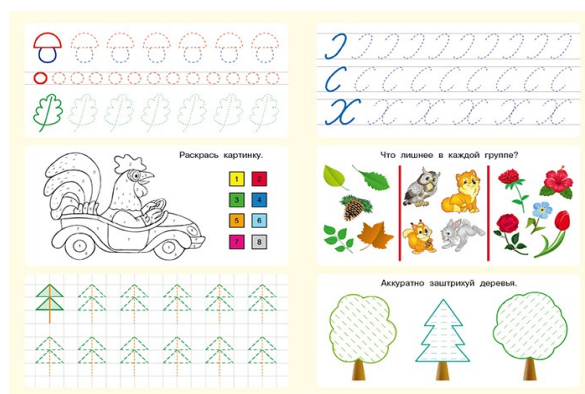 Раскрась картинку.
1 2
3 4
5 6
7 8
Э
С
Х
Что лишнее в каждой группе?
Аккуратно заштрихуй деревья.